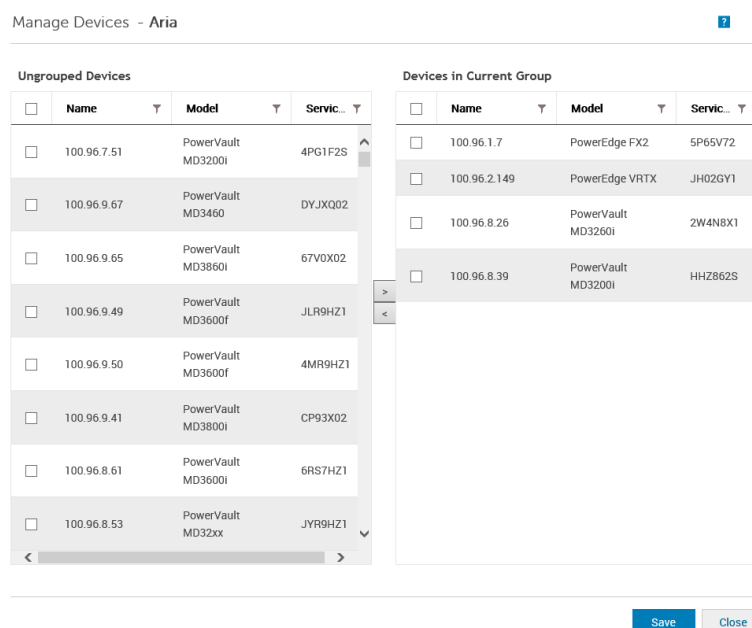 Manage Devices - Aria
?
Ungrouped Devices
Name Model Servic...
100.96.7.51 PowerVault MD3200i 4PG1F2S
100.96.9.67 PowerVault MD3460 DYJXQ02
100.96.9.65 PowerVault MD3860i 67V0X02
100.96.9.49 PowerVault MD3600f JLR9HZ1
100.96.9.50 PowerVault MD3600f 4MR9HZ1
100.96.9.41 PowerVault MD3800i CP93X02
100.96.8.61 PowerVault MD3600i 6RS7HZ1
100.96.8.53 PowerVault MD32xx JYR9HZ1
>
<
Devices in Current Group
Name Model Servic...
100.96.1.7 PowerEdge FX2 5P65V72
100.96.2.149 PowerEdge VRTX JH02GY1
100.96.8.26 PowerVault MD3260i 2W4N8X1
100.96.8.39 PowerVault MD3200i HHZ862S
Save Close